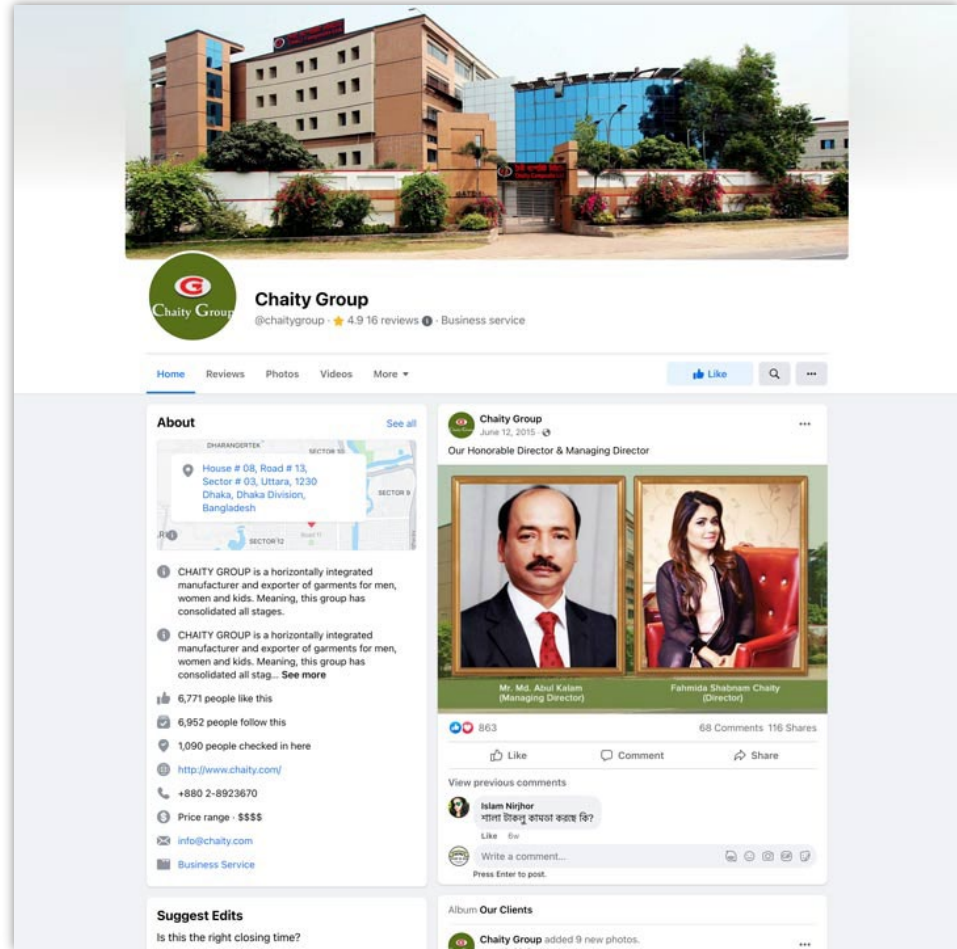 Chaity Group
Chaity Group
@chaitygroup · 4.9 16 reviews · Business service
Home Reviews Photos Videos More
Like
About See all
DHARANDERTEK
SECTOR 10
House # 08, Road # 13,
Sector # 03, Uttara, 1230
Dhaka, Dhaka Division,
Bangladesh
SECTOR 9
Road 11
SECTOR 12
CHAITY GROUP is a horizontally integrated
manufacturer and exporter of garments for men,
women and kids. Meaning, this group has
consolidated all stages.
CHAITY GROUP is a horizontally integrated
manufacturer and exporter of garments for men,
women and kids. Meaning, this group has
consolidated all stag... See more
6,771 people like this
6,952 people follow this
1,090 people checked in here
http://www.chaity.com/
+880 2-8923670
Price range · $$$$
info@chaity.com
Business Service
Suggest Edits
Is this the right closing time?
Chaity Group
June 12, 2015
Our Honorable Director & Managing Director
Mr. Md. Abul Kalam
(Managing Director)
Fahmida Shabnam Chaity
(Director)
863
68 Comments 116 Shares
Like Comment Share
View previous comments
Islam Nirjhor
শালা টাকলু কামডা করছে কি?
Like 6w
Write a comment...
Press Enter to post.
Album Our Clients
Chaity Group added 9 new photos.